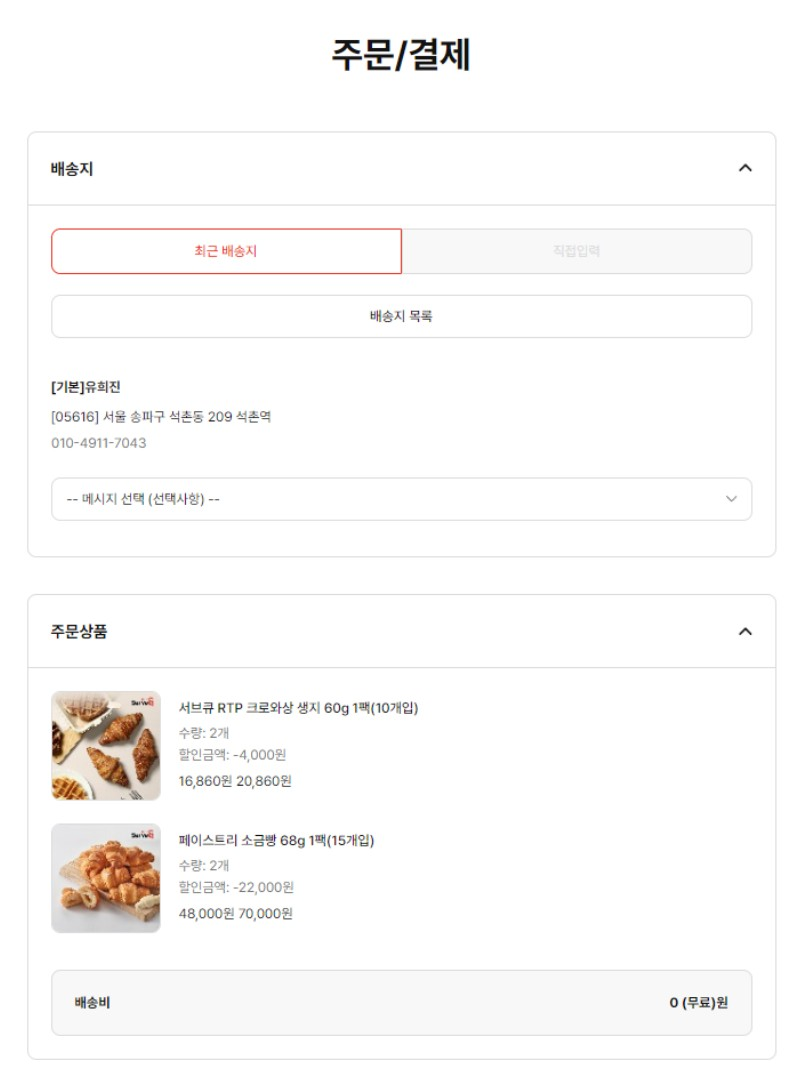 주문/결제
배송지
최근 배송지
직접입력
배송지 목록
[기본]유희진
[05616] 서울 송파구 석촌동 209 석촌역
010-4911-7043
-- 메시지 선택 (선택사항) --
주문상품
서브큐 RTP 크로와상 생지 60g 1팩(10개입)
수량: 2개
할인금액: -4,000원
16,860원 20,860원
페이스트리 소금빵 68g 1팩(15개입)
수량: 2개
할인금액: -22,000원
48,000원 70,000원
배송비
0 (무료)원